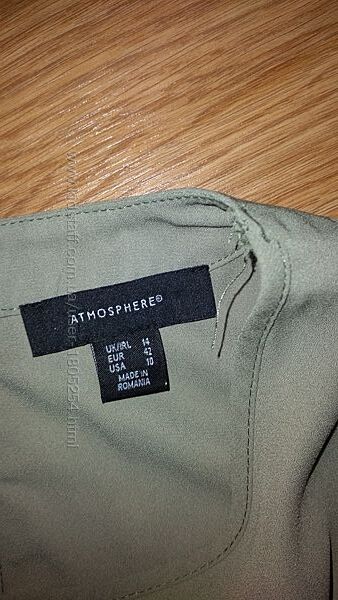 ATMOSPHERE®
UK/IRL 14
EUR 42
USA 10
MADE IN
ROMANIA